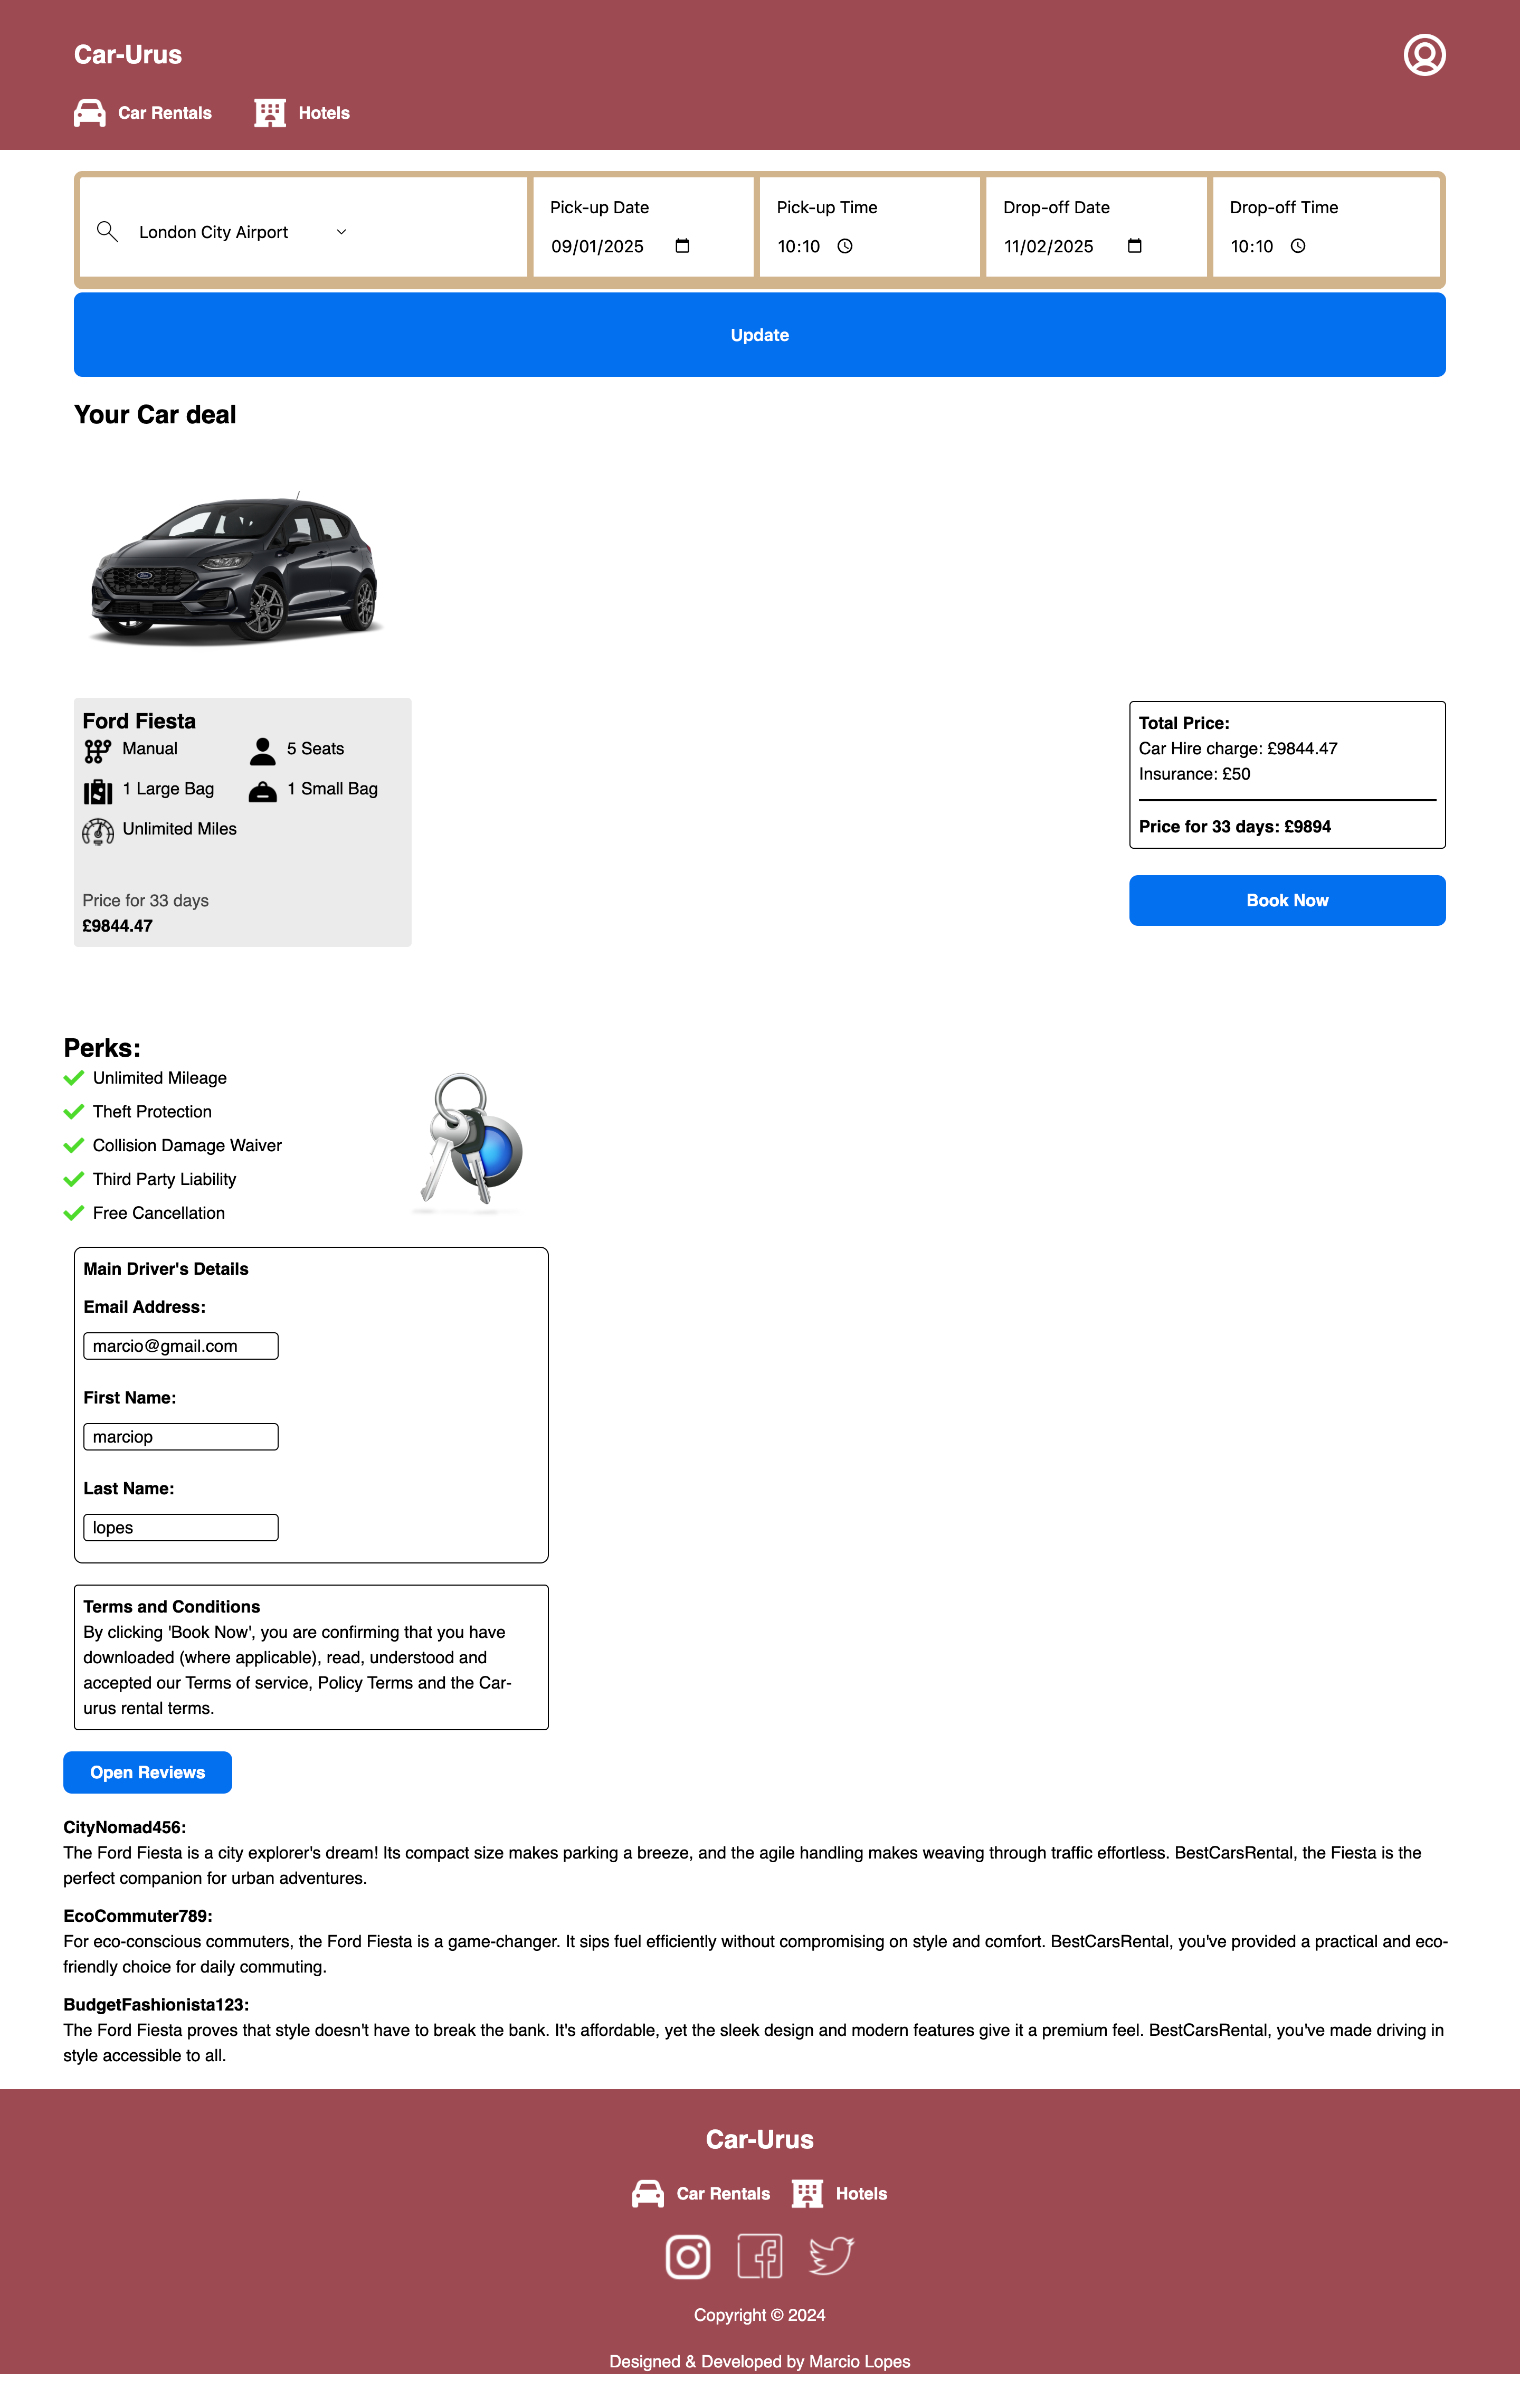 Car-Urus
Car Rentals
Hotels
London City Airport
Pick-up Date
09/01/2025
Pick-up Time
10:10
Drop-off Date
11/02/2025
Drop-off Time
10:10
Update
Your Car deal
Ford Fiesta
Manual
5 Seats
1 Large Bag
1 Small Bag
Unlimited Miles
Price for 33 days
£9844.47
Total Price:
Car Hire charge: £9844.47
Insurance: £50
Price for 33 days: £9894
Book Now
Perks:
Unlimited Mileage
Theft Protection
Collision Damage Waiver
Third Party Liability
Free Cancellation
Main Driver's Details
Email Address:
marcio@gmail.com
First Name:
marciop
Last Name:
lopes
Terms and Conditions
By clicking 'Book Now', you are confirming that you have
downloaded (where applicable), read, understood and
accepted our Terms of service, Policy Terms and the Car-
urus rental terms.
Open Reviews
CityNomad456:
The Ford Fiesta is a city explorer's dream! Its compact size makes parking a breeze, and the agile handling makes weaving through traffic effortless. BestCarsRental, the Fiesta is the
perfect companion for urban adventures.
EcoCommuter789:
For eco-conscious commuters, the Ford Fiesta is a game-changer. It sips fuel efficiently without compromising on style and comfort. BestCarsRental, you've provided a practical and eco-
friendly choice for daily commuting.
BudgetFashionista123:
The Ford Fiesta proves that style doesn't have to break the bank. It's affordable, yet the sleek design and modern features give it a premium feel. BestCarsRental, you've made driving in
style accessible to all.
Car-Urus
Car Rentals
Hotels
Copyright © 2024
Designed & Developed by Marcio Lopes